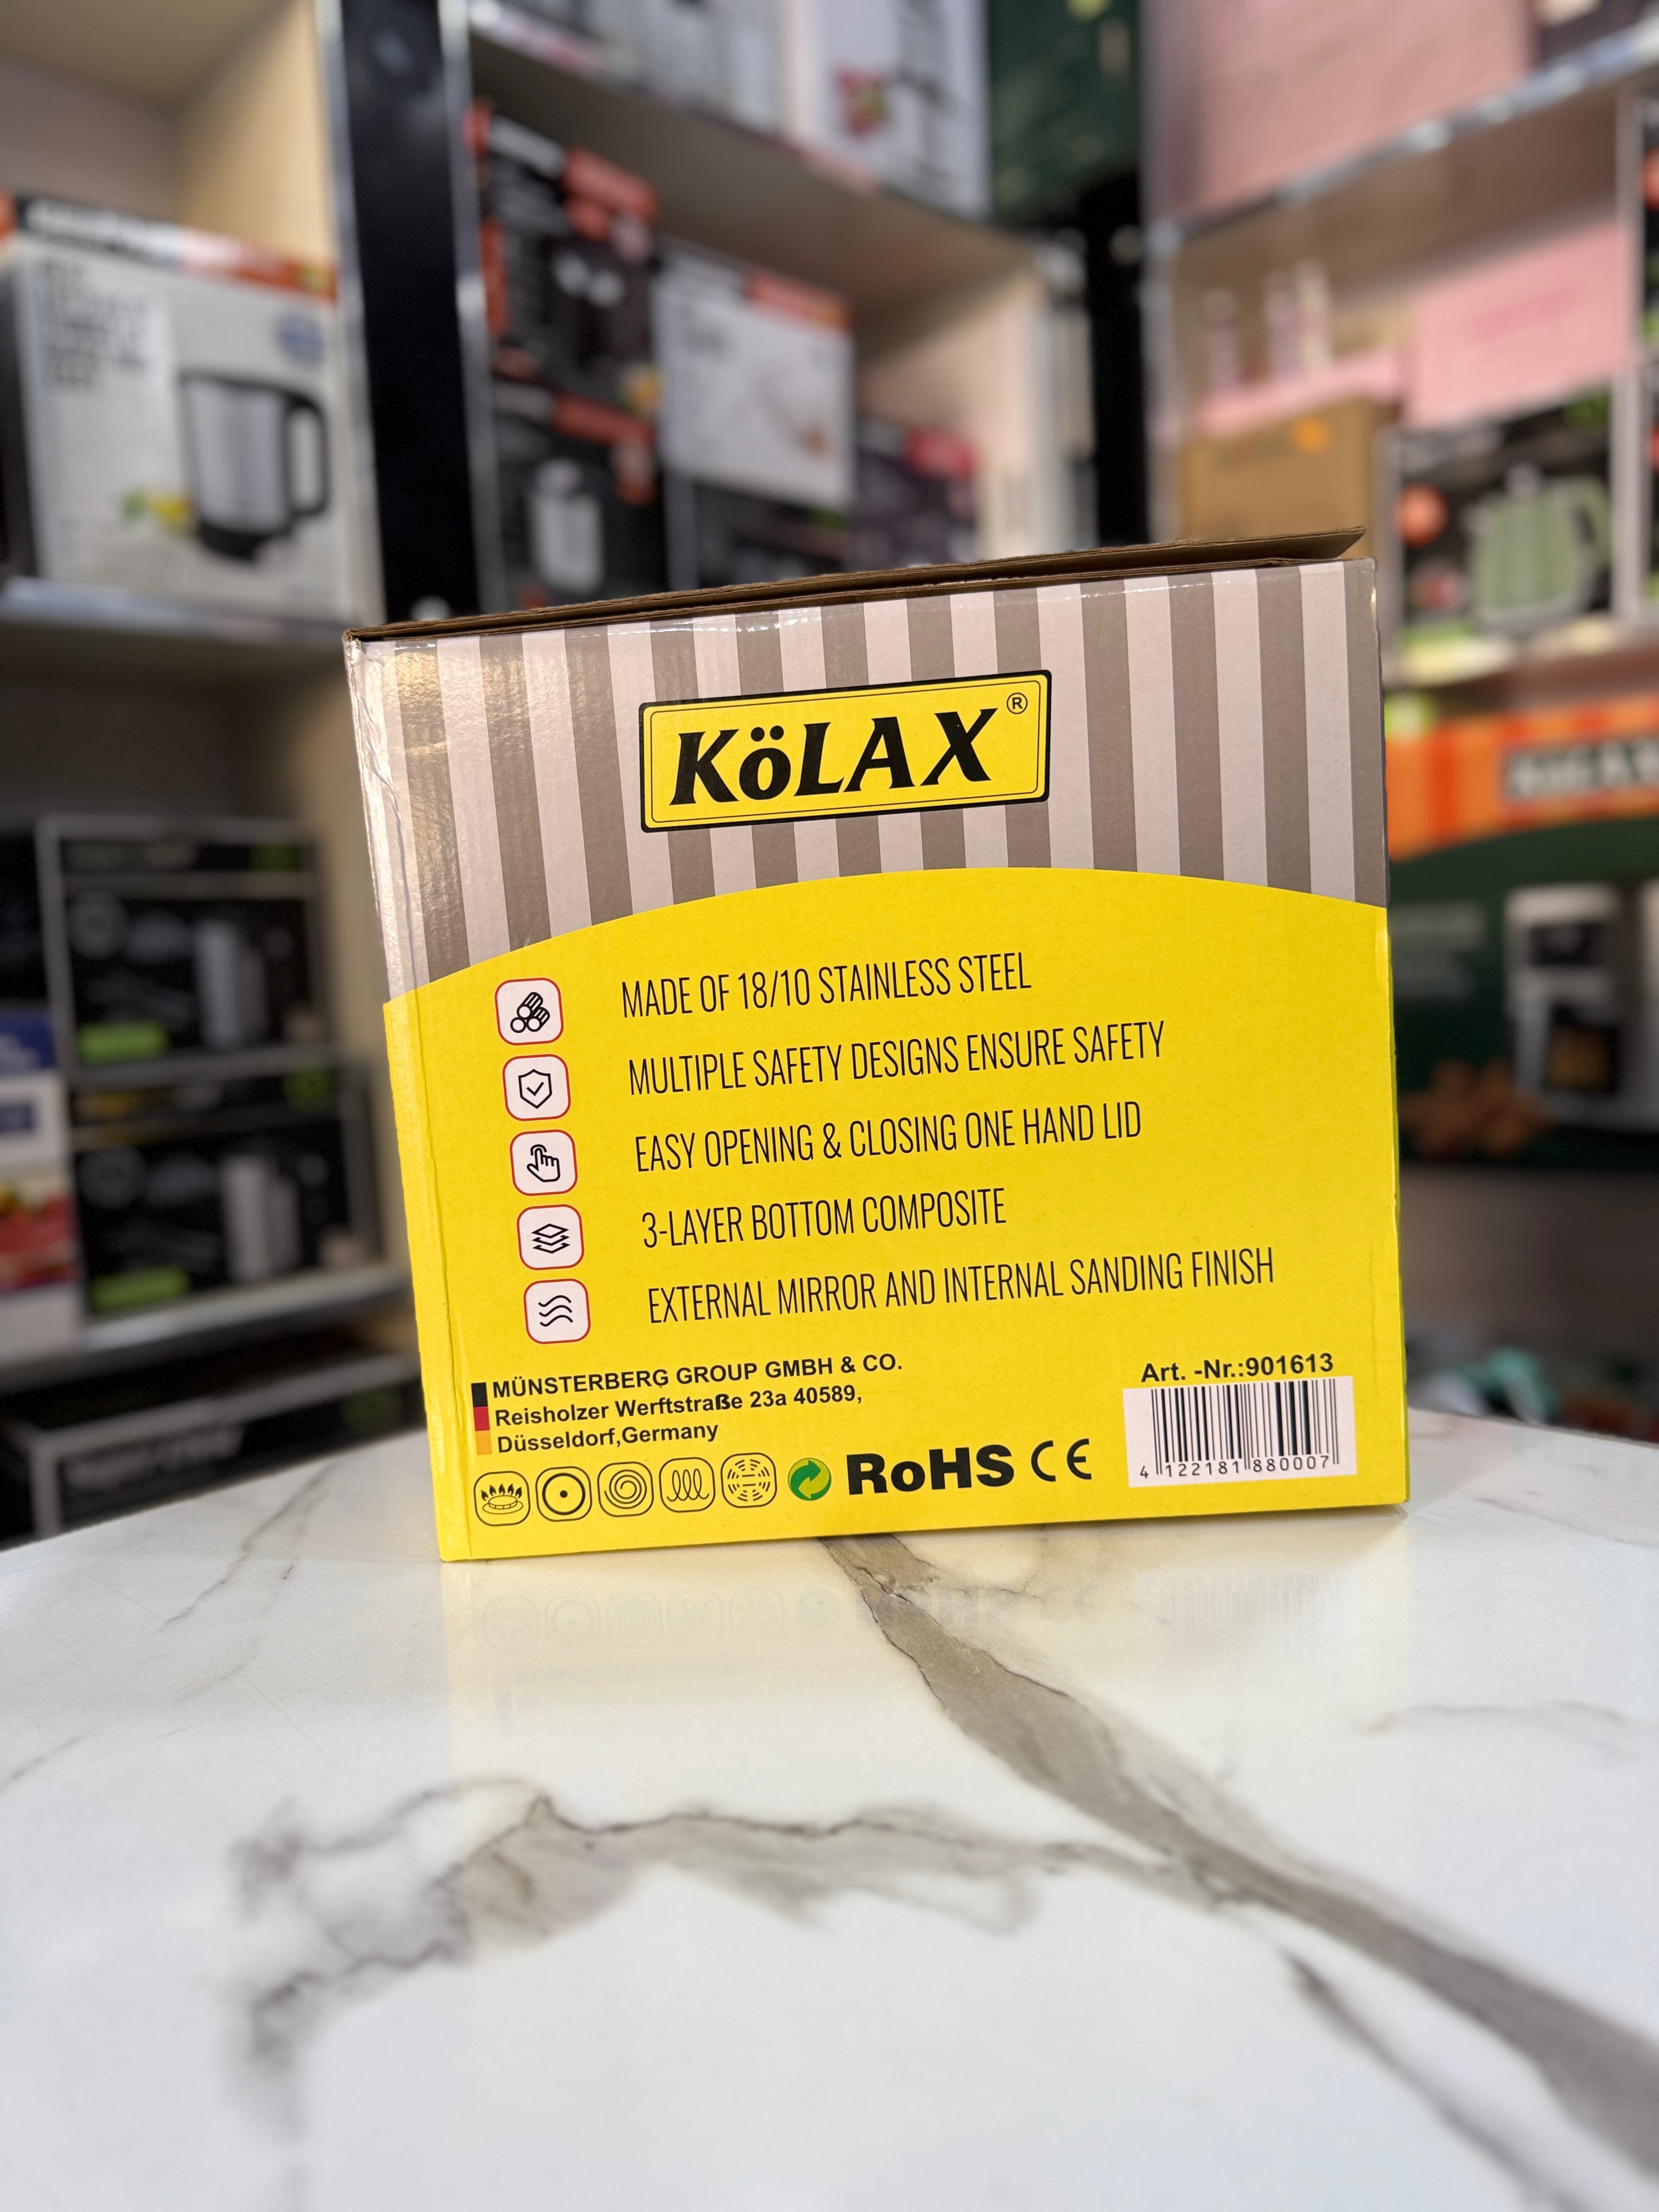 KöLAX®
MADE OF 18/10 STAINLESS STEEL
MULTIPLE SAFETY DESIGNS ENSURE SAFETY
EASY OPENING & CLOSING ONE HAND LID
3-LAYER BOTTOM COMPOSITE
EXTERNAL MIRROR AND INTERNAL SANDING FINISH
MÜNSTERBERG GROUP GMBH & CO.
Reisholzer Werftstraße 23a 40589,
Düsseldorf,Germany
Art. -Nr.:901613
RoHS CE
4 122181 880007